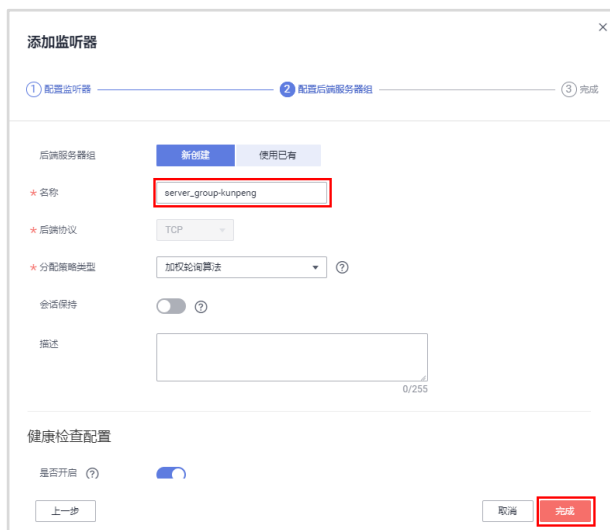 添加监听器
×
1 配置监听器
2 配置后端服务器组
3 完成
后端服务器组 新创建 使用已有
* 名称 server_group-kunpeng
* 后端协议 TCP
* 分配策略类型 加权轮询算法 ?
会话保持 ?
描述
0/255
健康检查配置
是否开启 ?
上一步 取消 完成